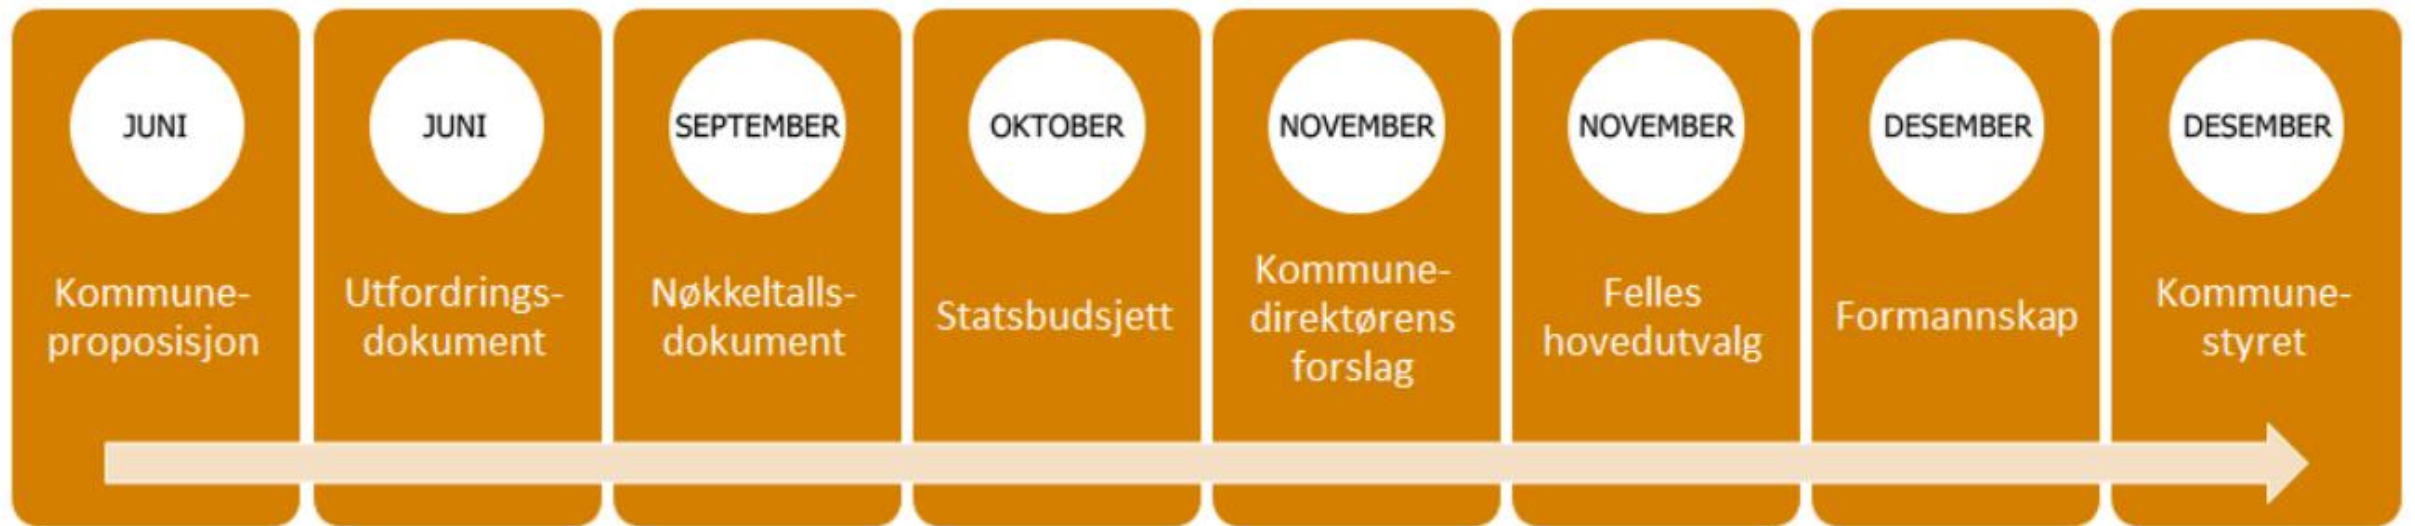 JUNI
Kommune-
proposisjon
JUNI
Utfordrings-
dokument
SEPTEMBER
Nøkkeltalls-
dokument
OKTOBER
Statsbudsjett
NOVEMBER
Kommune-
direktørens
forslag
NOVEMBER
Felles
hovedutvalg
DESEMBER
Formannskap
DESEMBER
Kommune-
styret